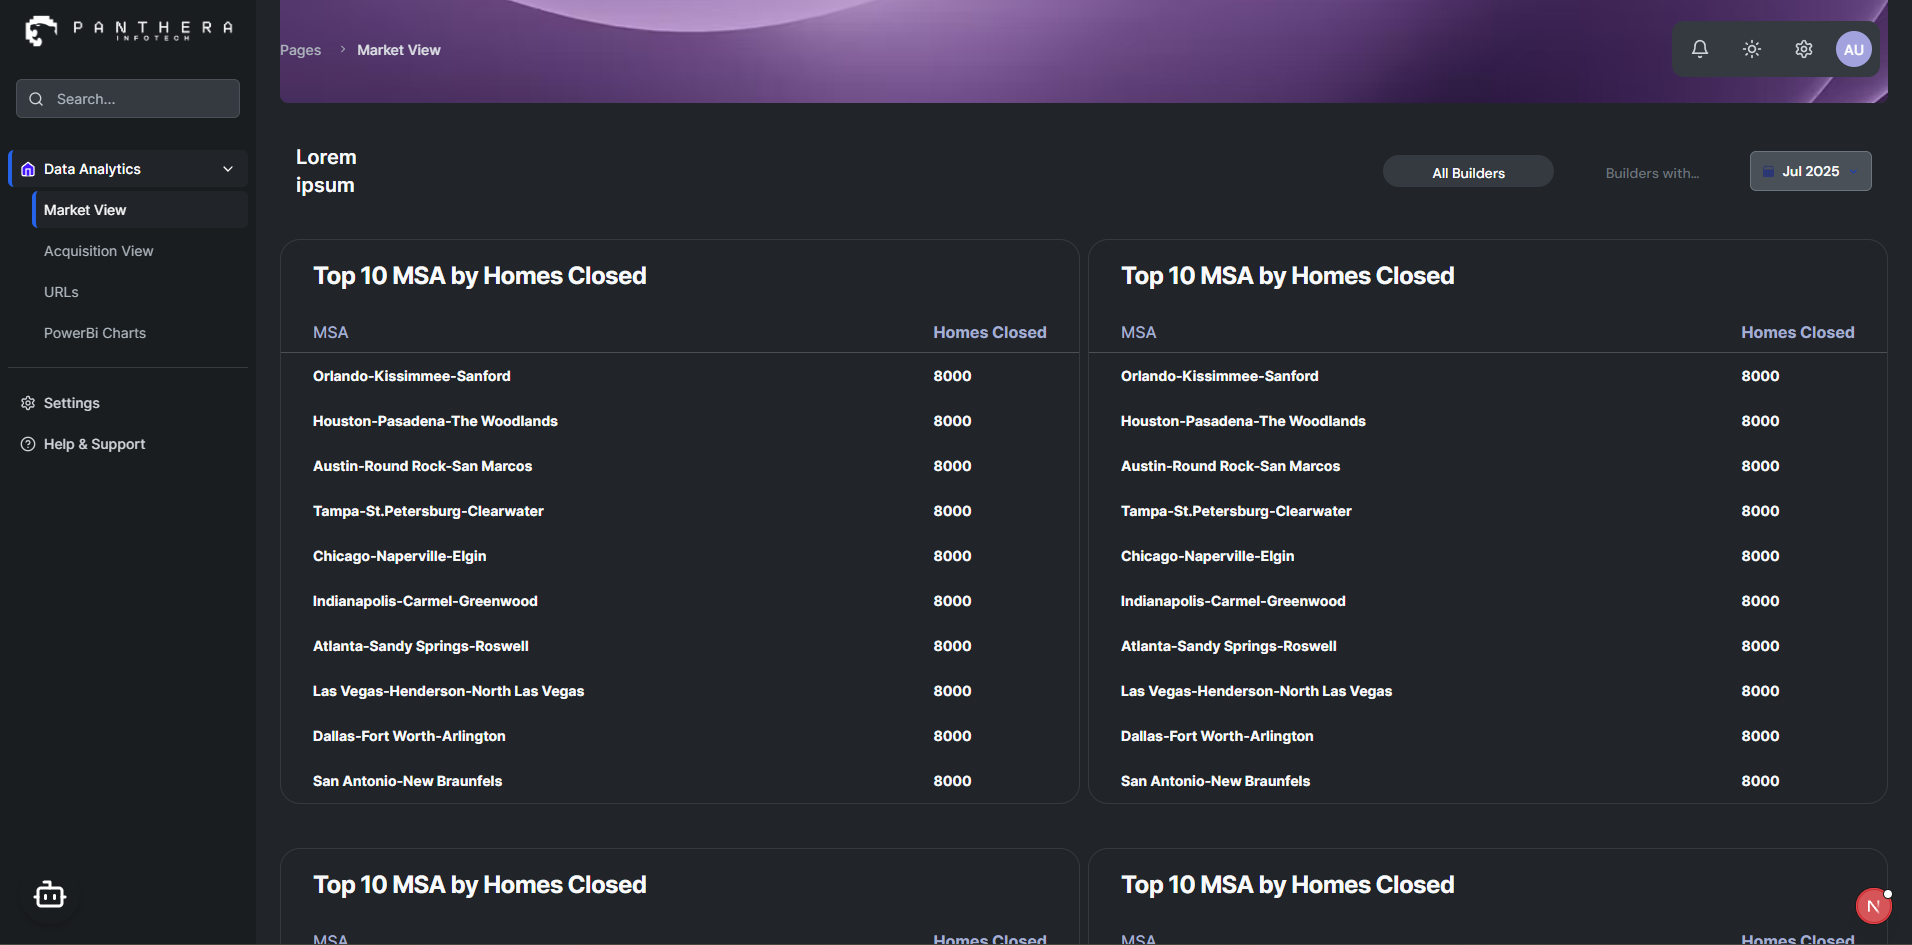 PANTHERA
INFOTECH
Search...
Data Analytics
Market View
Acquisition View
URLs
PowerBi Charts
Settings
Help & Support
Pages > Market View
AU
Lorem
ipsum
All Builders
Builders with...
Jul 2025
Top 10 MSA by Homes Closed
MSA Homes Closed
Orlando-Kissimmee-Sanford 8000
Houston-Pasadena-The Woodlands 8000
Austin-Round Rock-San Marcos 8000
Tampa-St.Petersburg-Clearwater 8000
Chicago-Naperville-Elgin 8000
Indianapolis-Carmel-Greenwood 8000
Atlanta-Sandy Springs-Roswell 8000
Las Vegas-Henderson-North Las Vegas 8000
Dallas-Fort Worth-Arlington 8000
San Antonio-New Braunfels 8000
Top 10 MSA by Homes Closed
MSA Homes Closed
Orlando-Kissimmee-Sanford 8000
Houston-Pasadena-The Woodlands 8000
Austin-Round Rock-San Marcos 8000
Tampa-St.Petersburg-Clearwater 8000
Chicago-Naperville-Elgin 8000
Indianapolis-Carmel-Greenwood 8000
Atlanta-Sandy Springs-Roswell 8000
Las Vegas-Henderson-North Las Vegas 8000
Dallas-Fort Worth-Arlington 8000
San Antonio-New Braunfels 8000
Top 10 MSA by Homes Closed
MSA Homes Closed
Top 10 MSA by Homes Closed
MSA Homes Closed
N